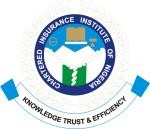 CHARTERED INSURANCE INSTITUTE OF NIGERIA
KNOWLEDGE TRUST & EFFICIENCY